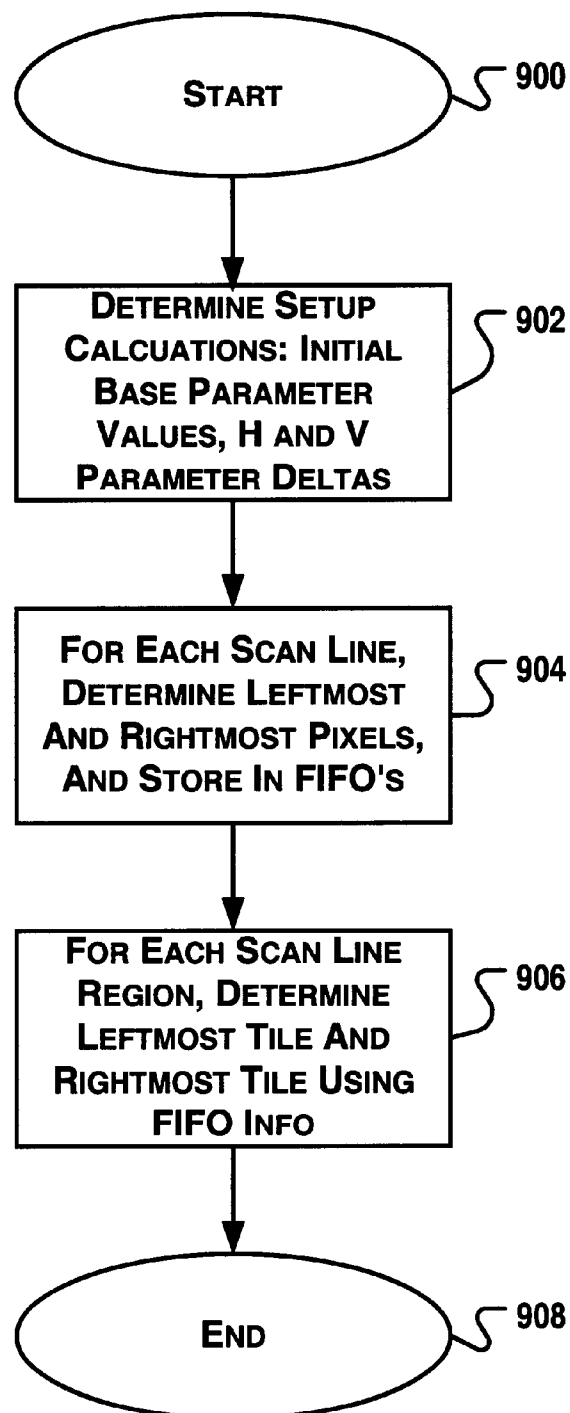 START
900
DETERMINE SETUP
CALCUATIONS: INITIAL
BASE PARAMETER
VALUES, H AND V
PARAMETER DELTAS
902
FOR EACH SCAN LINE,
DETERMINE LEFTMOST
AND RIGHTMOST PIXELS,
AND STORE IN FIFO'S
904
FOR EACH SCAN LINE
REGION, DETERMINE
LEFTMOST TILE AND
RIGHTMOST TILE USING
FIFO INFO
906
END
908